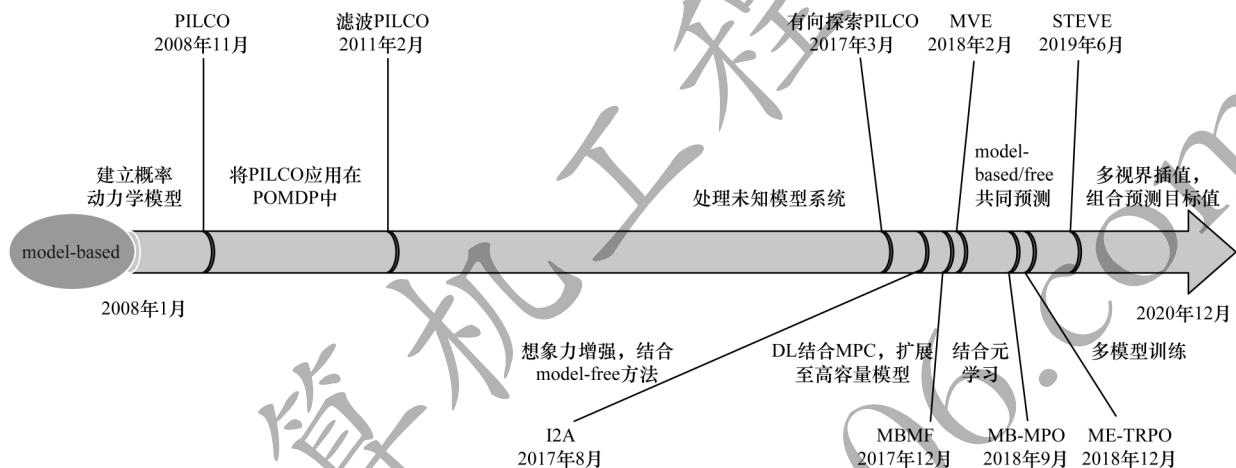 PILCO
2008年11月
滤波PILCO
2011年2月
有向探索PILCO
2017年3月
MVE
2018年2月
STEVE
2019年6月
建立概率
动力学模型
将PILCO应用在
POMDP中
处理未知模型系统
model-
based/free
共同预测
多视界插值，
组合预测目标值
model-based
2008年1月
2020年12月
想象力增强，结合
model-free方法
DL结合MPC，扩展
至高容量模型
结合元
学习
多模型训练
I2A
2017年8月
MBMF
2017年12月
MB-MPO
2018年9月
ME-TRPO
2018年12月
算机工程
06.com